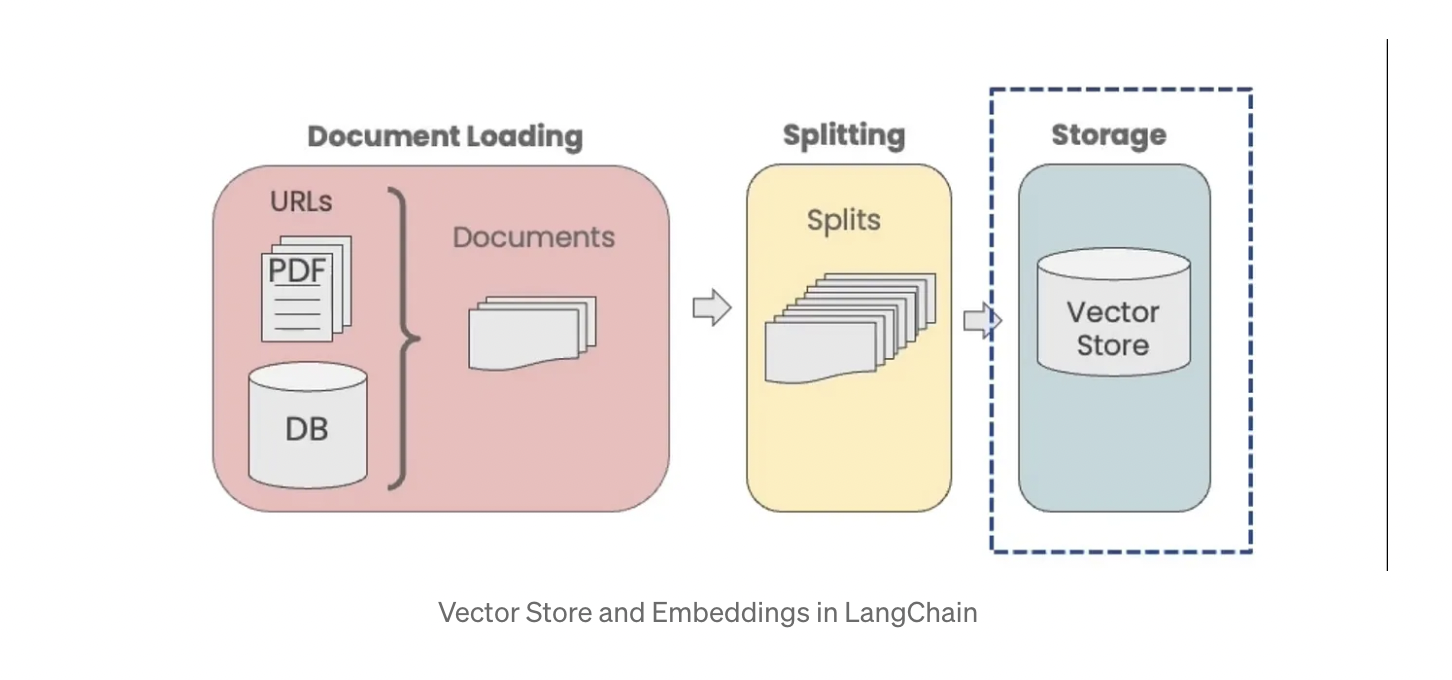 Document Loading
URLs
PDF
DB
Documents
Splitting
Splits
Storage
Vector
Store
Vector Store and Embeddings in LangChain